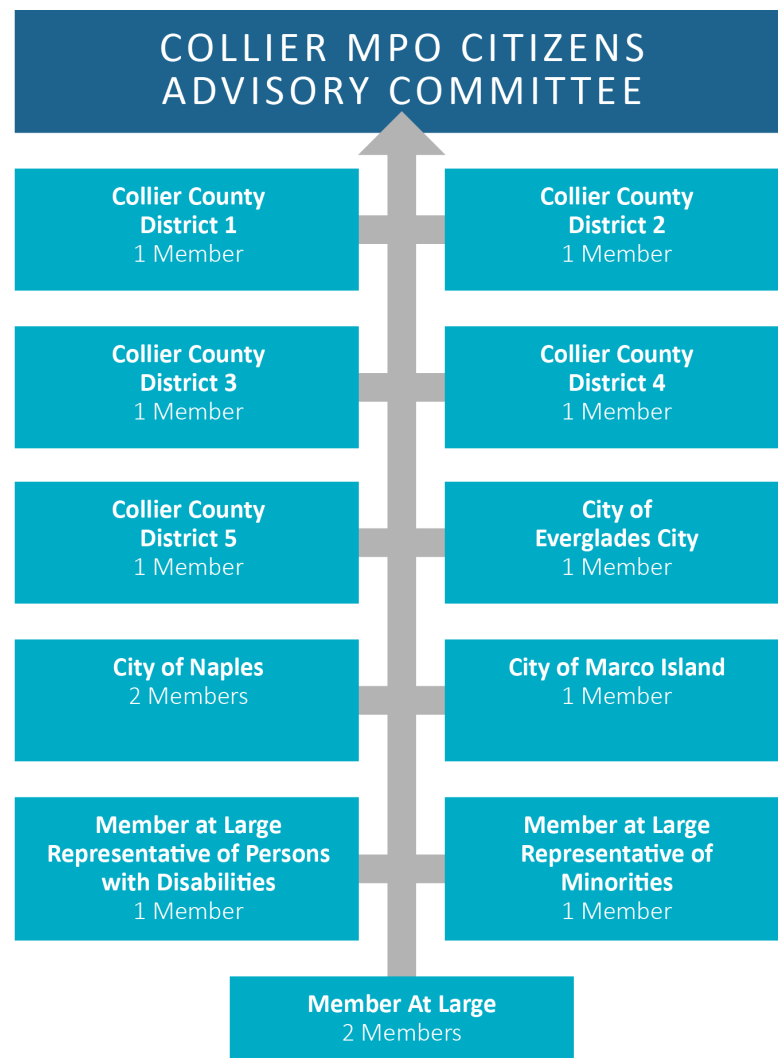 COLLIER MPO CITIZENS
ADVISORY COMMITTEE
Collier County
District 1
1 Member
Collier County
District 2
1 Member
Collier County
District 3
1 Member
Collier County
District 4
1 Member
Collier County
District 5
1 Member
City of
Everglades City
1 Member
City of Naples
2 Members
City of Marco Island
1 Member
Member at Large
Representative of Persons
with Disabilities
1 Member
Member at Large
Representative of
Minorities
1 Member
Member At Large
2 Members